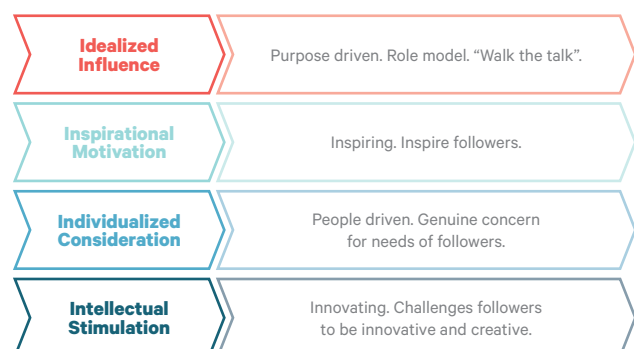 Idealized
Influence
Purpose driven. Role model. “Walk the talk”.
Inspirational
Motivation
Inspiring. Inspire followers.
Individualized
Consideration
People driven. Genuine concern
for needs of followers.
Intellectual
Stimulation
Innovating. Challenges followers
to be innovative and creative.